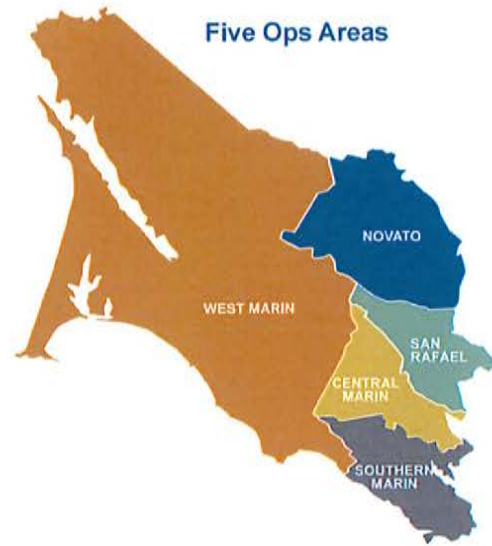 Five Ops Areas
NOVATO
WEST MARIN
SAN
RAFAEL
CENTRAL
MARIN
SOUTHERN
MARIN